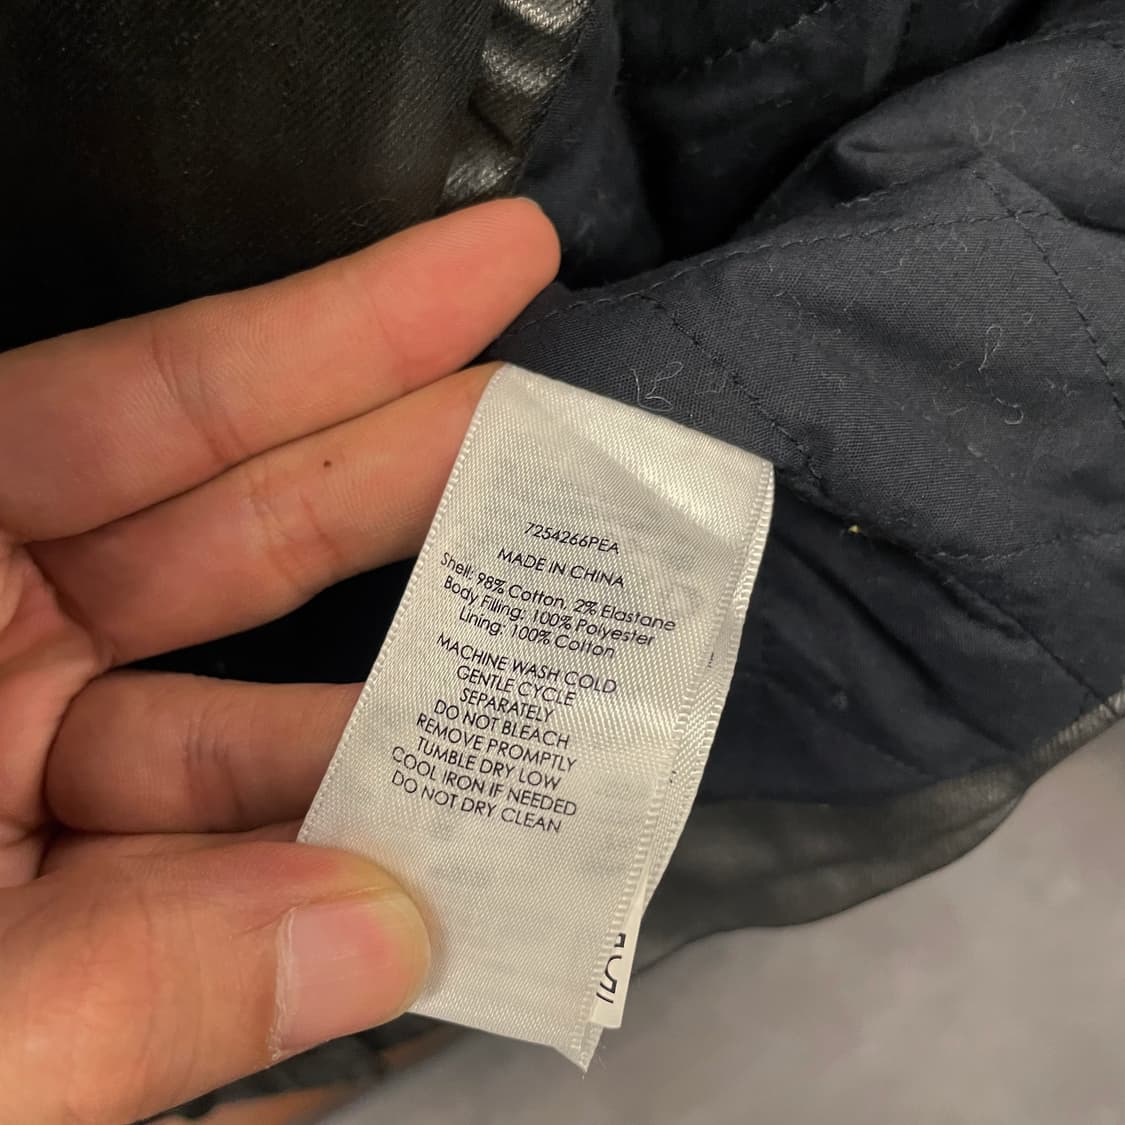 7254266PEA
MADE IN CHINA
Shell: 98% Cotton, 2% Elastane
Body Filling: 100% Polyester
Lining: 100% Cotton
MACHINE WASH COLD
GENTLE CYCLE
SEPARATELY
DO NOT BLEACH
REMOVE PROMPTLY
TUMBLE DRY LOW
COOL IRON IF NEEDED
DO NOT DRY CLEAN